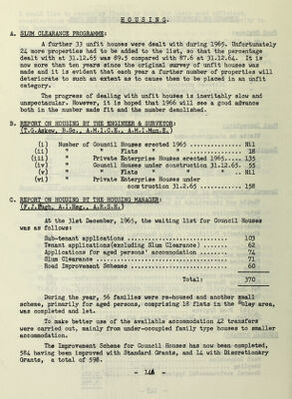 HOUSING.
A. SLUM CLEARANCE PROGRAMME:
A further 33 unfit houses were dealt with during 1965. Unfortunately
24 more properties had to be added to the list, so that the percentage
dealt with at 31.12.65 was 89.5 compared with 87.6 at 31.12.64. It is
now more than ten years since the original survey of unfit houses was
made and it is evident that each year a further number of properties will
deteriorate to such an extent as to cause them to be placed in an unfit
category.
The progress of dealing with unfit houses is inevitably slow and
unspectacular. However, it is hoped that 1966 will see a good advance
both in the number made fit and the number demolished.
B. REPORT ON HOUSING BY THE ENGINEER & SURVEYOR:
(T.G. B.Sc., A.M.I.C.E., A.M.I.Mun.E.)
(i) Number of Council Houses erected 1965 .......... Nil
(ii) " " Flats " " .......... 18
(iii) " " Private Enterprise Houses erected 1965.... 135
(iv) " " Council Houses under construction 31.12.65. 55
(v) " " Flats " " .. Nil
(vi) " " Private Enterprise Houses under
construction 31.2.65 ........ 158
C. REPORT ON HOUSING BY THE HOUSING MANAGER:
(F.J. A.I.Hsg., A.R.S.H.)
At the 31st December, 1965, the waiting list for Council Houses
was as follows:
Sub-tenant applications ............................ 103
Tenant applications(excluding Slum Clearance) ...... 62
Applications for aged persons' accommodation ....... 74
Slum Clearance ..................................... 71
Road Improvement Schemes ........................... 60
Total: 370
During the year, 56 families were re-housed and another small
scheme, primarily for aged persons, comprising 18 flats in the area,
was completed and let.
To make better use of the available accommodation 42 transfers
were carried out, mainly from under-occupied family type houses to smaller
accommodation.
The Improvement Scheme for Council Houses has now been completed,
584 having been improved with Standard Grants, and 14 with Discretionary
Grants, a total of 598.
- 14 -